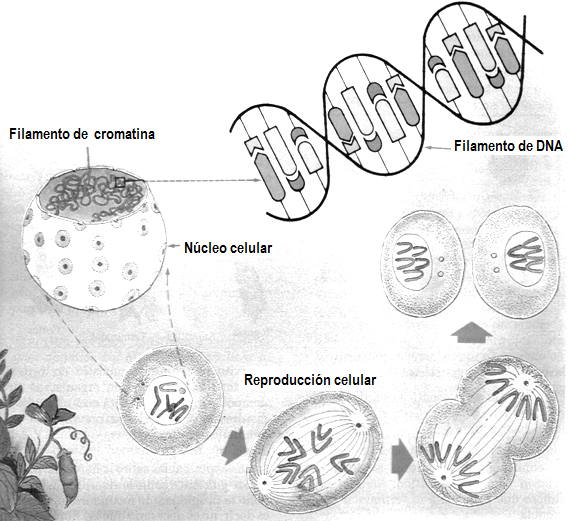 Filamento de cromatina
Filamento de DNA
Núcleo celular
Reproducción celular